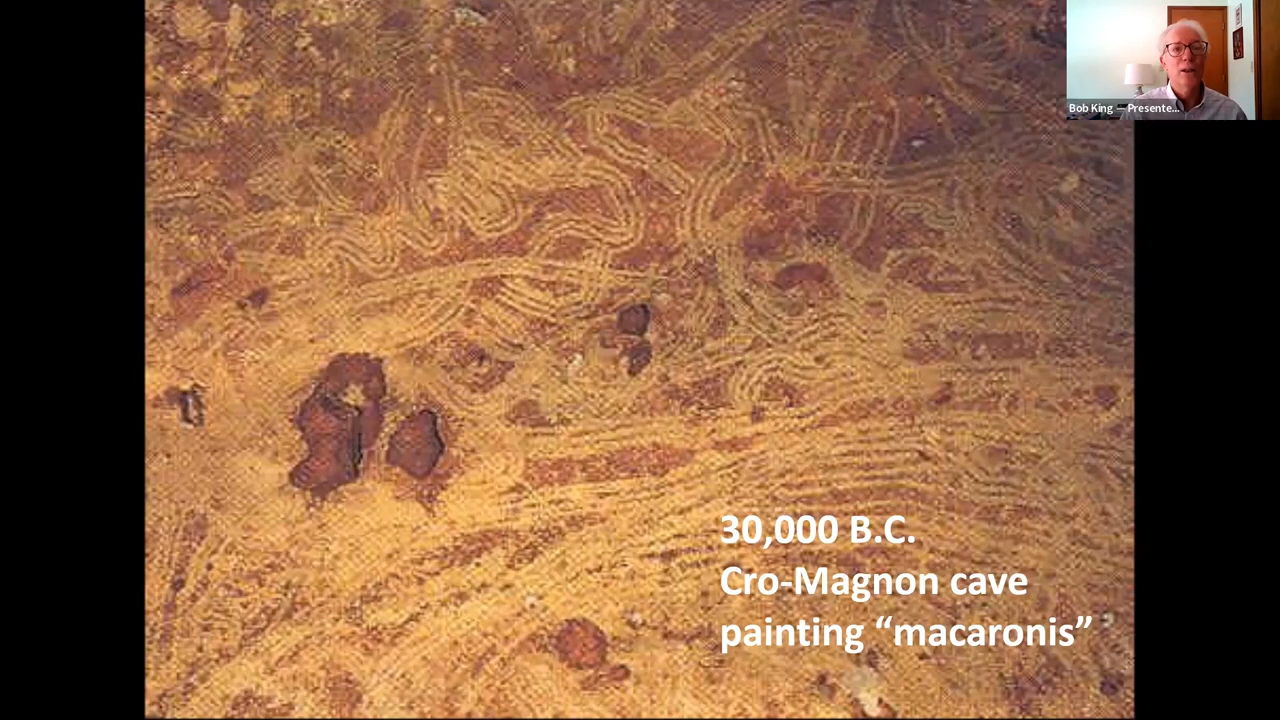 Bob King — Presente...
30,000 B.C.
Cro-Magnon cave
painting “macaronis”